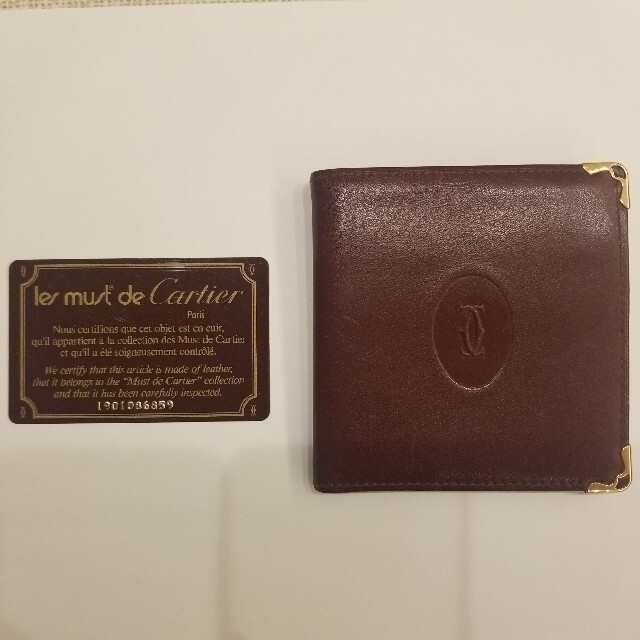 les must de Cartier
Paris
Nous certifions que cet objet est en cuir,
qu'il appartient à la collection des Must de Cartier
et qu'il a été soigneusement contrôlé.
We certify that this article is made of leather,
that it belongs to the "Must de Cartier" collection
and that it has been carefully inspected.
1901986859